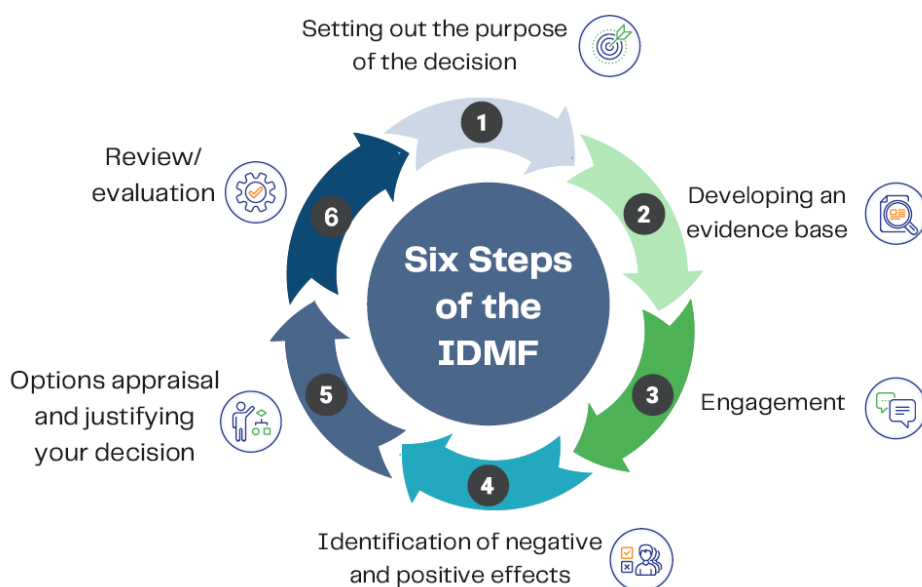 Six Steps
of the
IDMF
1
Setting out the purpose
of the decision
2
Developing an
evidence base
3
Engagement
4
Identification of negative
and positive effects
5
Options appraisal
and justifying
your decision
6
Review/
evaluation